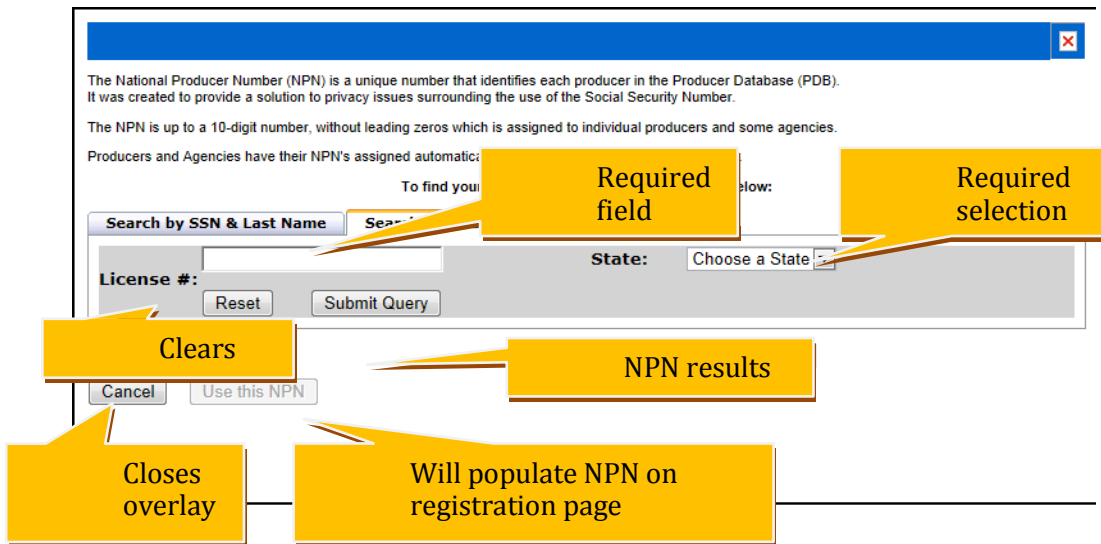 The National Producer Number (NPN) is a unique number that identifies each producer in the Producer Database (PDB).
It was created to provide a solution to privacy issues surrounding the use of the Social Security Number.
The NPN is up to a 10-digit number, without leading zeros which is assigned to individual producers and some agencies.
Producers and Agencies have their NPN's assigned
To find your
below:
Required
field
Required
selection
Search by SSN & Last Name
License #:
State:
Choose a State
Reset
Submit Query
Clears
NPN results
Cancel
Use this NPN
Closes
overlay
Will populate NPN on
registration page